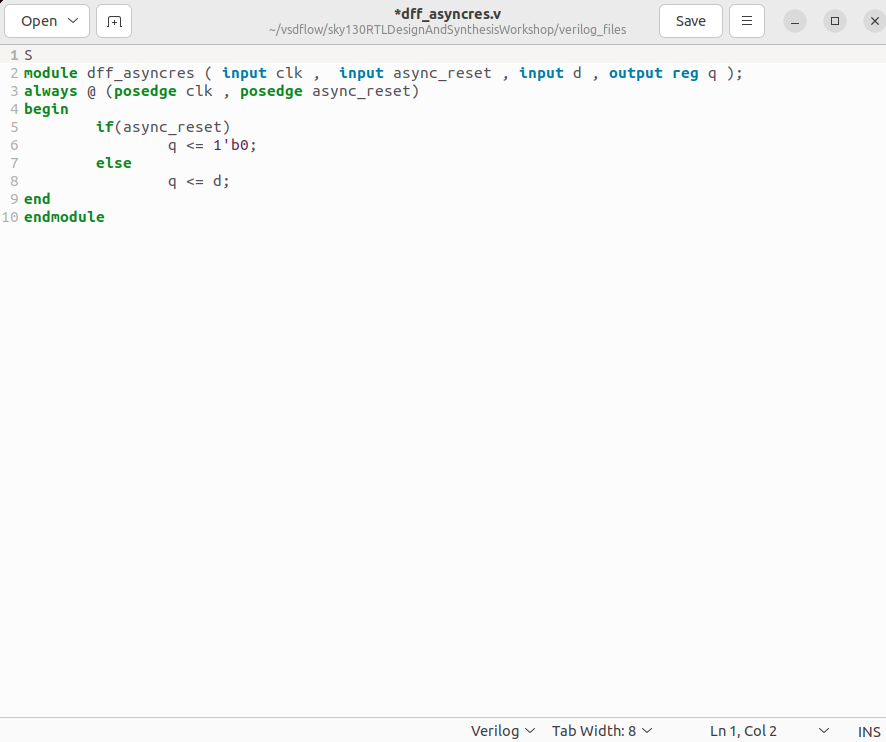 Open
*dff_asyncres.v
~/vsdflow/sky130RTLDesignAndSynthesisWorkshop/verilog_files
Save
1 S
2 module dff_asyncres ( input clk ,  input async_reset , input d , output reg q );
3 always @ (posedge clk , posedge async_reset)
4 begin
5         if(async_reset)
6                 q <= 1'b0;
7         else
8                 q <= d;
9 end
10 endmodule
Verilog Tab Width: 8 Ln 1, Col 2 INS